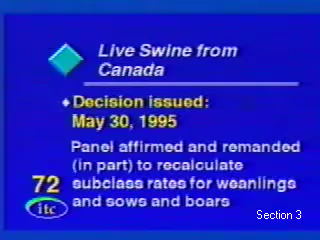 Live Swine from
Canada
Decision issued:
May 30, 1995
Panel affirmed and remanded
(in part) to recalculate
subclass rates for weanlings
and sows and boars
72
itc
Section 3